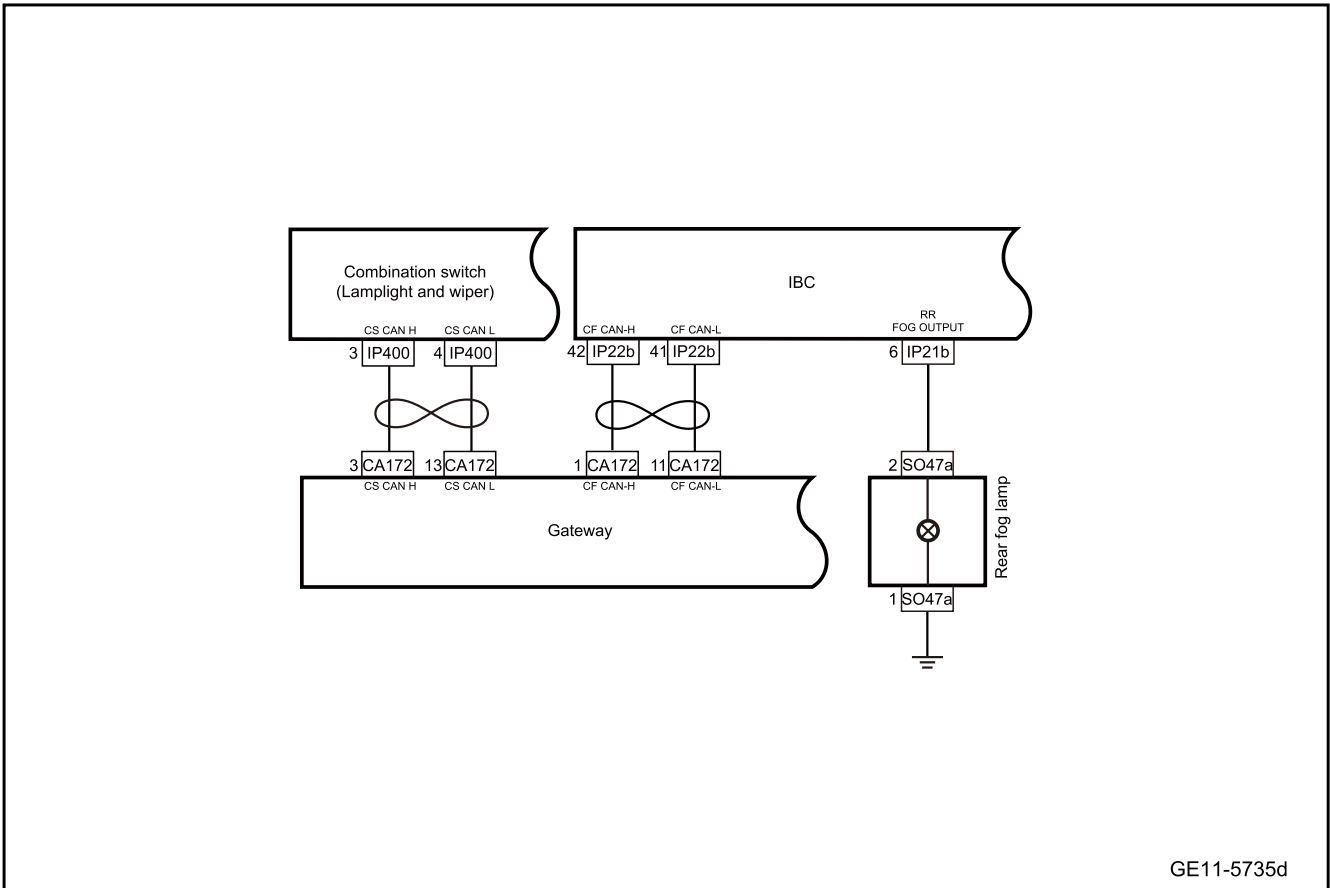 Combination switch
(Lamplight and wiper)
IBC
CS CAN H
CS CAN L
CF CAN-H
CF CAN-L
RR
FOG OUTPUT
3 IP400
4 IP400
42 IP22b
41 IP22b
6 IP21b
3 CA172
13 CA172
1 CA172
11 CA172
2 SO47a
CS CAN H
CS CAN L
CF CAN-H
CF CAN-L
Gateway
Rear fog lamp
1 SO47a
GE11-5735d